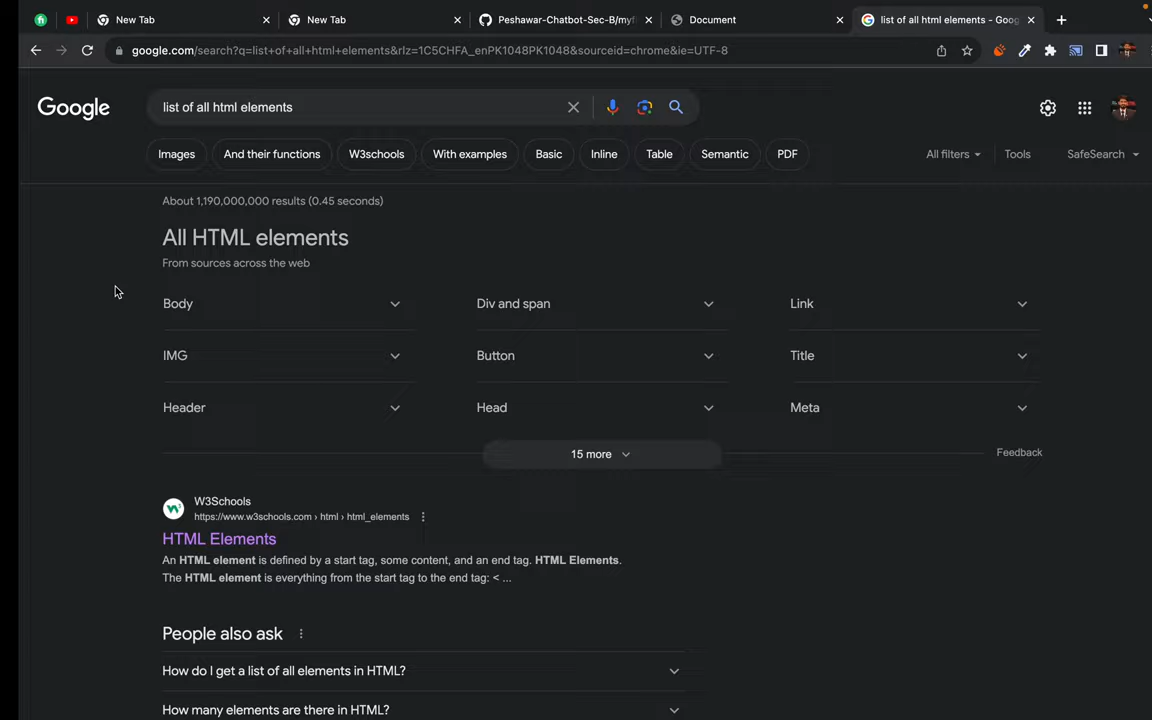 New Tab
New Tab
Peshawar-Chatbot-Sec-B/myfi
Document
list of all html elements - Goog
google.com/search?q=list+of+all+html+elements&rlz=1C5CHFA_enPK1048PK1048&sourceid=chrome&ie=UTF-8
Google
list of all html elements
Images
And their functions
W3schools
With examples
Basic
Inline
Table
Semantic
PDF
All filters
Tools
SafeSearch
About 1,190,000,000 results (0.45 seconds)
All HTML elements
From sources across the web
Body
Div and span
Link
IMG
Button
Title
Header
Head
Meta
15 more
Feedback
W3Schools
https://www.w3schools.com › html › html_elements
HTML Elements
An HTML element is defined by a start tag, some content, and an end tag. HTML Elements.
The HTML element is everything from the start tag to the end tag: < ...
People also ask
How do I get a list of all elements in HTML?
How many elements are there in HTML?